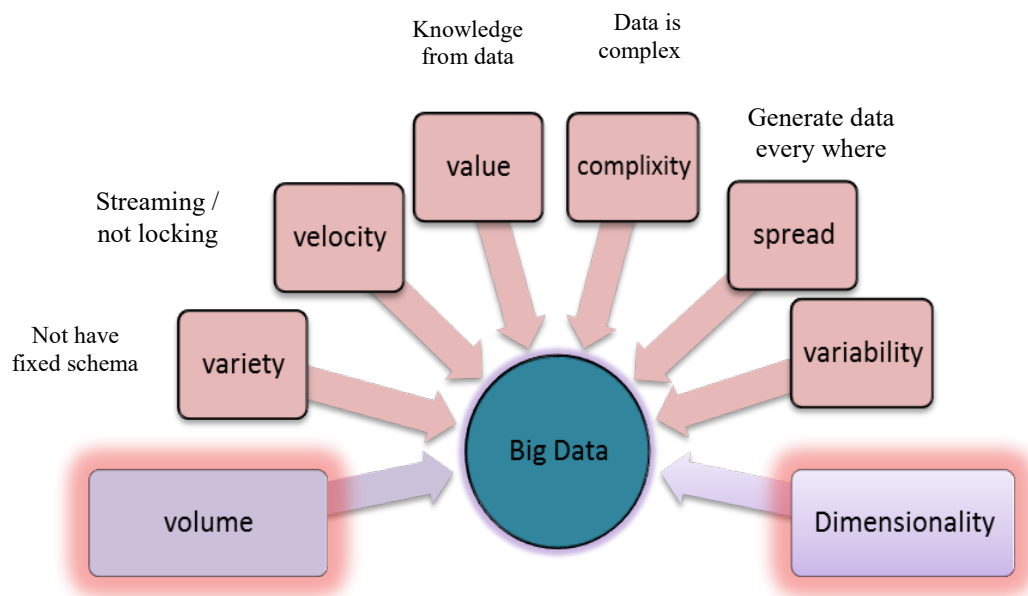 Knowledge
from data
Data is
complex
value
complixity
Generate data
every where
Streaming /
not locking
velocity
spread
Not have
fixed schema
variety
variability
Big Data
volume
Dimensionality